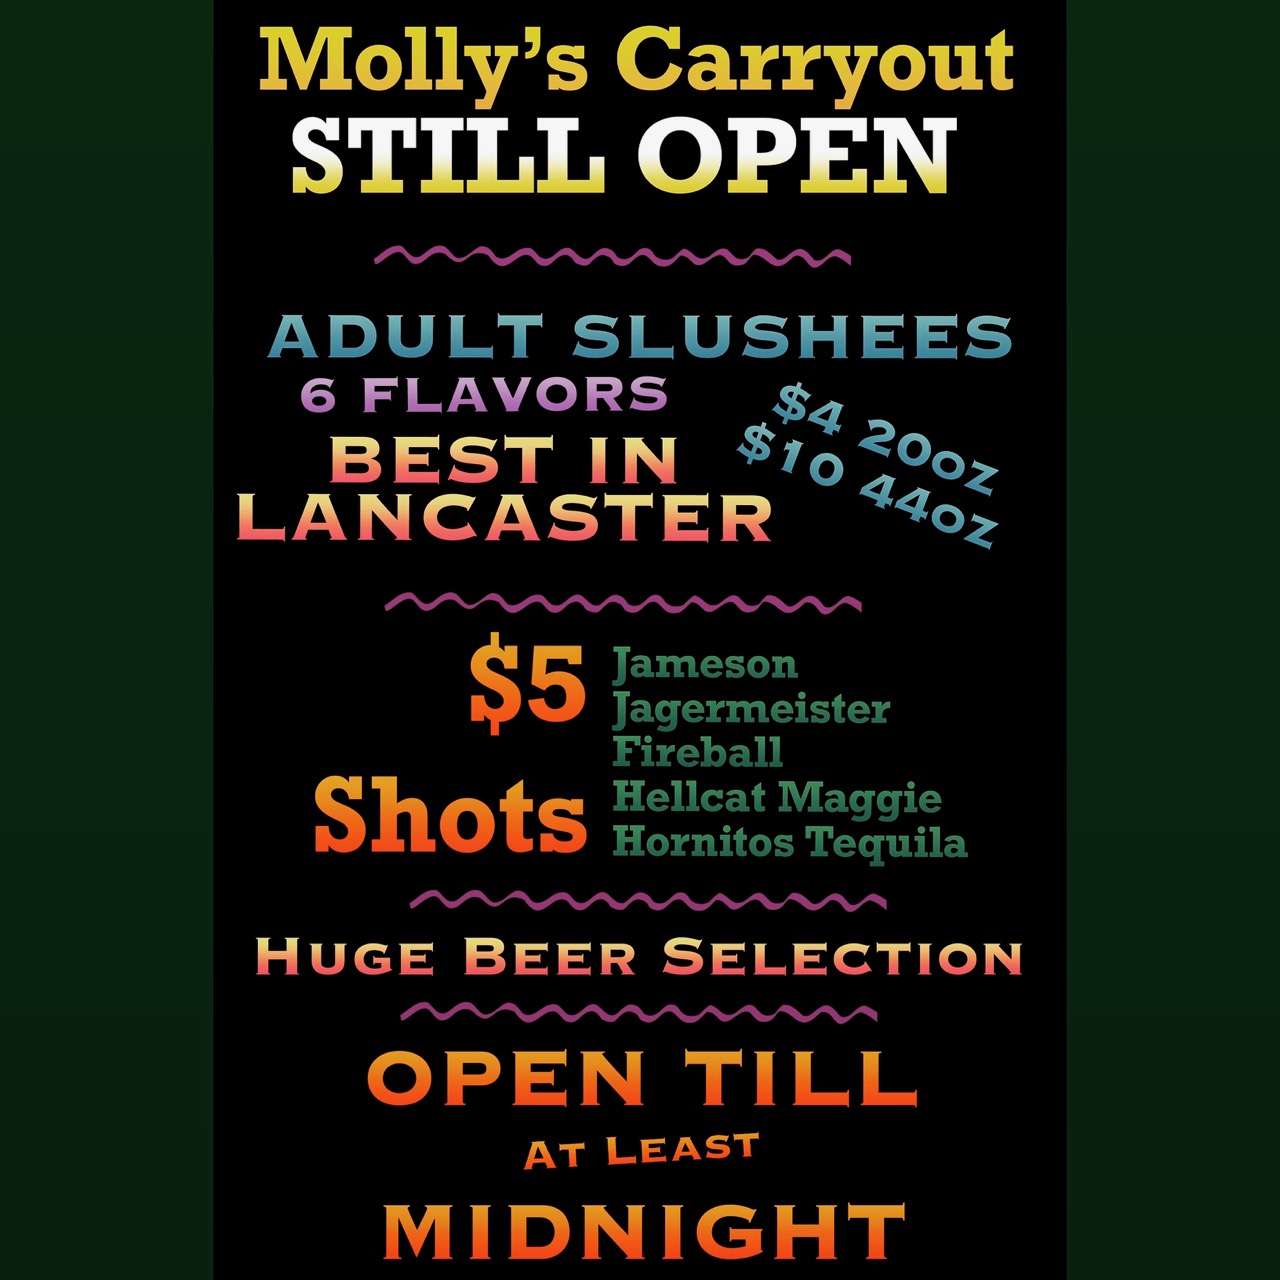 Molly's Carryout
STILL OPEN
ADULT SLUSHEES
6 FLAVORS
BEST IN
LANCASTER
$4 20oz
$10 44oz
$5
Shots
Jameson
Jagermeister
Fireball
Hellcat Maggie
Hornitos Tequila
HUGE BEER SELECTION
OPEN TILL
AT LEAST
MIDNIGHT